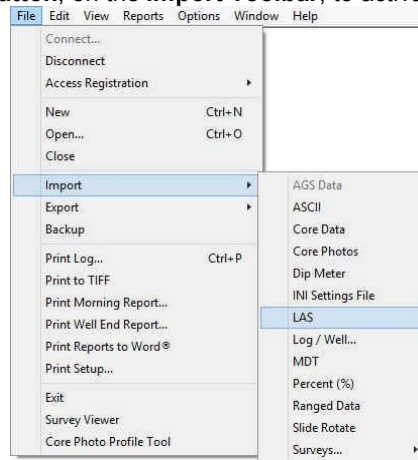 utton, on the Import Toolbar, to active
File Edit View Reports Options Window Help
Connect...
Disconnect
Access Registration
New Ctrl+N
Open... Ctrl+O
Close
Import
Export
Backup
Print Log... Ctrl+P
Print to TIFF
Print Morning Report...
Print Well End Report...
Print Reports to Word®
Print Setup...
Exit
Survey Viewer
Core Photo Profile Tool
AGS Data
ASCII
Core Data
Core Photos
Dip Meter
INI Settings File
LAS
Log / Well...
MDT
Percent (%)
Ranged Data
Slide Rotate
Surveys...